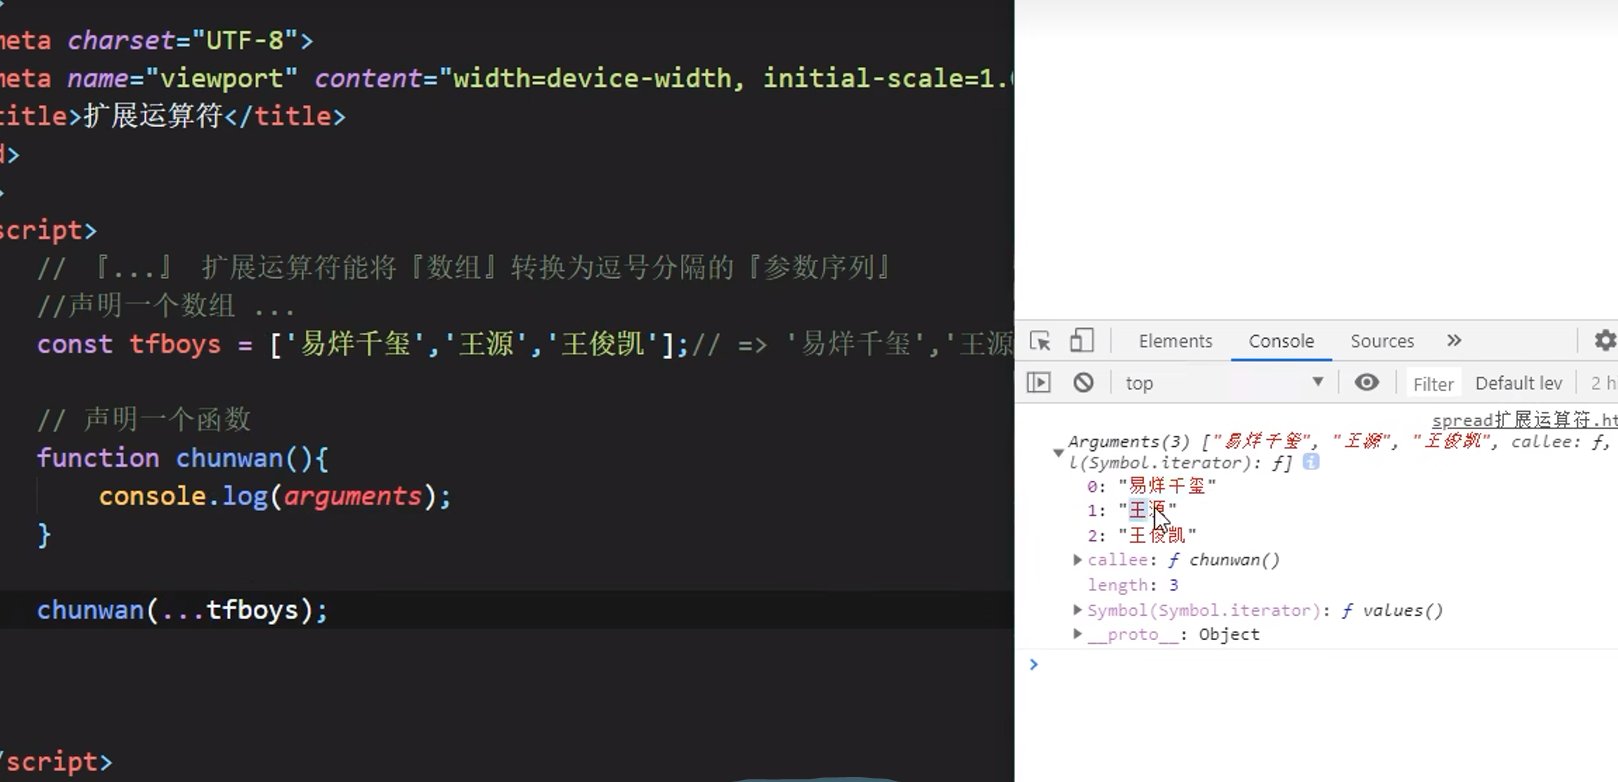 meta charset="UTF-8">
meta name="viewport" content="width=device-width, initial-scale=1.
title>扩展运算符</title>
>
script>
// 『...』 扩展运算符能将『数组』转换为逗号分隔的『参数序列』
//声明一个数组 ...
const tfboys = ['易烊千玺','王源','王俊凯'];// => '易烊千玺','王源
// 声明一个函数
function chunwan(){
console.log(arguments);
}
chunwan(...tfboys);
/script>
Elements Console Sources »
top Filter Default lev 2 h
spread扩展运算符.ht
Arguments(3) ["易烊千玺", "王源", "王俊凯", callee: ƒ,
l(Symbol.iterator): ƒ] i
0: "易烊千玺"
1: "王源"
2: "王俊凯"
callee: ƒ chunwan()
length: 3
Symbol(Symbol.iterator): ƒ values()
__proto__: Object
>